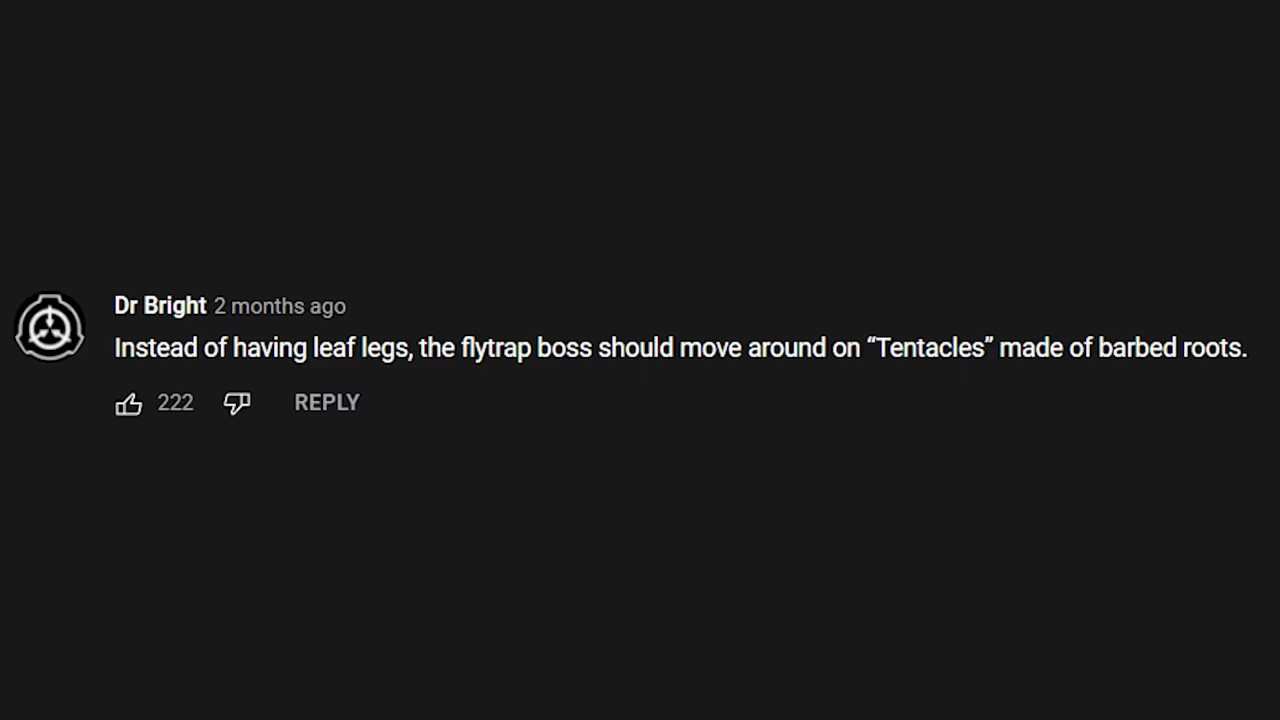 Dr Bright 2 months ago
Instead of having leaf legs, the flytrap boss should move around on “Tentacles” made of barbed roots.
222 REPLY